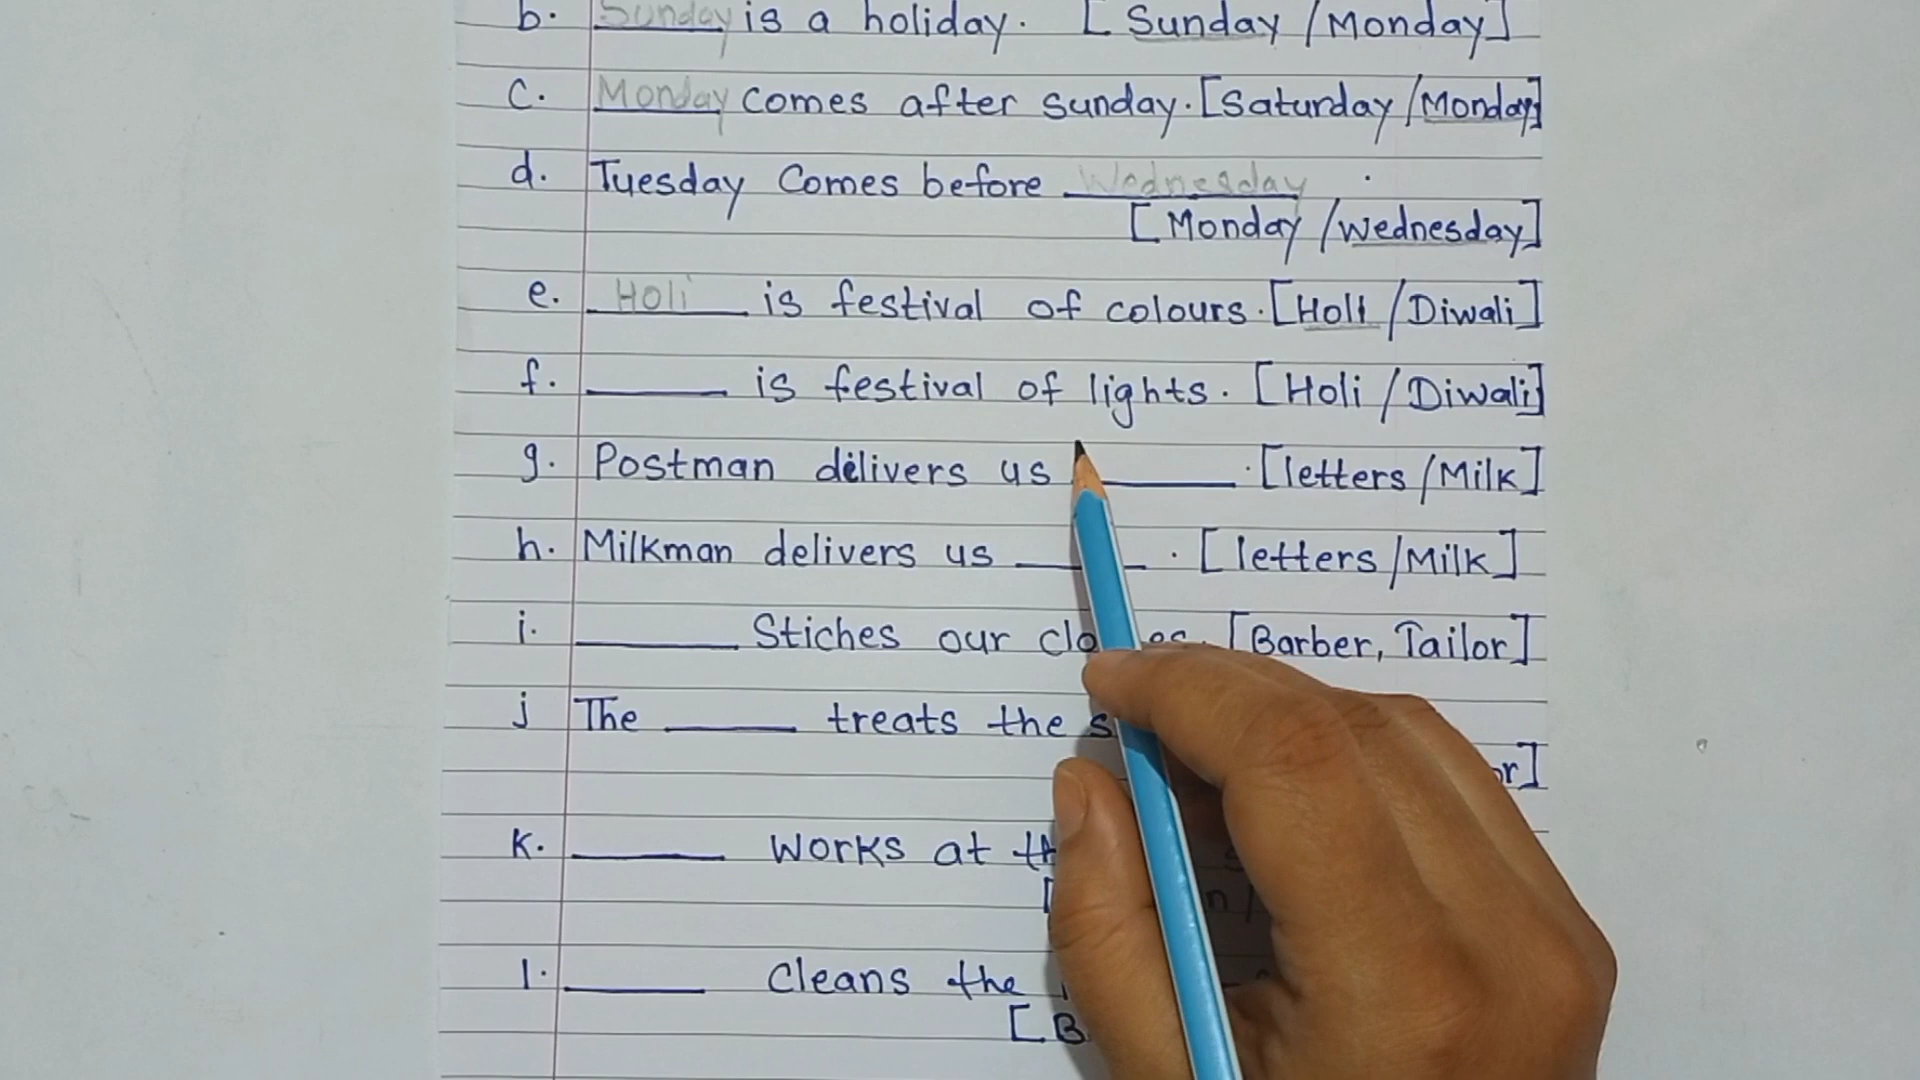 b. Sunday is a holiday. [Sunday /Monday]
c. Monday comes after sunday. [Saturday /Monday]
d. Tuesday Comes before Wednesday .
[Monday /wednesday]
e. Holi is festival of colours. [Holi /Diwali]
f. ______ is festival of lights. [Holi /Diwali]
g. Postman delivers us ______ . [letters /Milk]
h. Milkman delivers us ______ . [letters /Milk]
i. ______ Stiches our [Barber, Tailor]
j The ______ treats the
k. ______ works at
l. ______ Cleans the